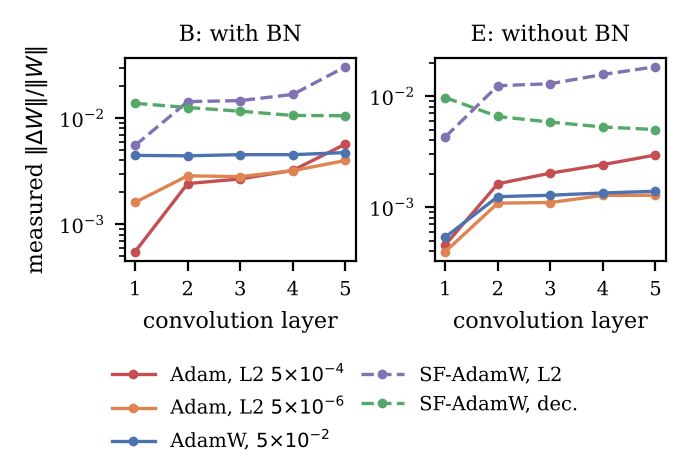 B: with BN
E: without BN
measured ‖ΔW‖/‖W‖
10⁻²
10⁻³
10⁻²
10⁻³
1 2 3 4 5
1 2 3 4 5
convolution layer
convolution layer
Adam, L2 5×10⁻⁴
Adam, L2 5×10⁻⁶
AdamW, 5×10⁻²
SF-AdamW, L2
SF-AdamW, dec.